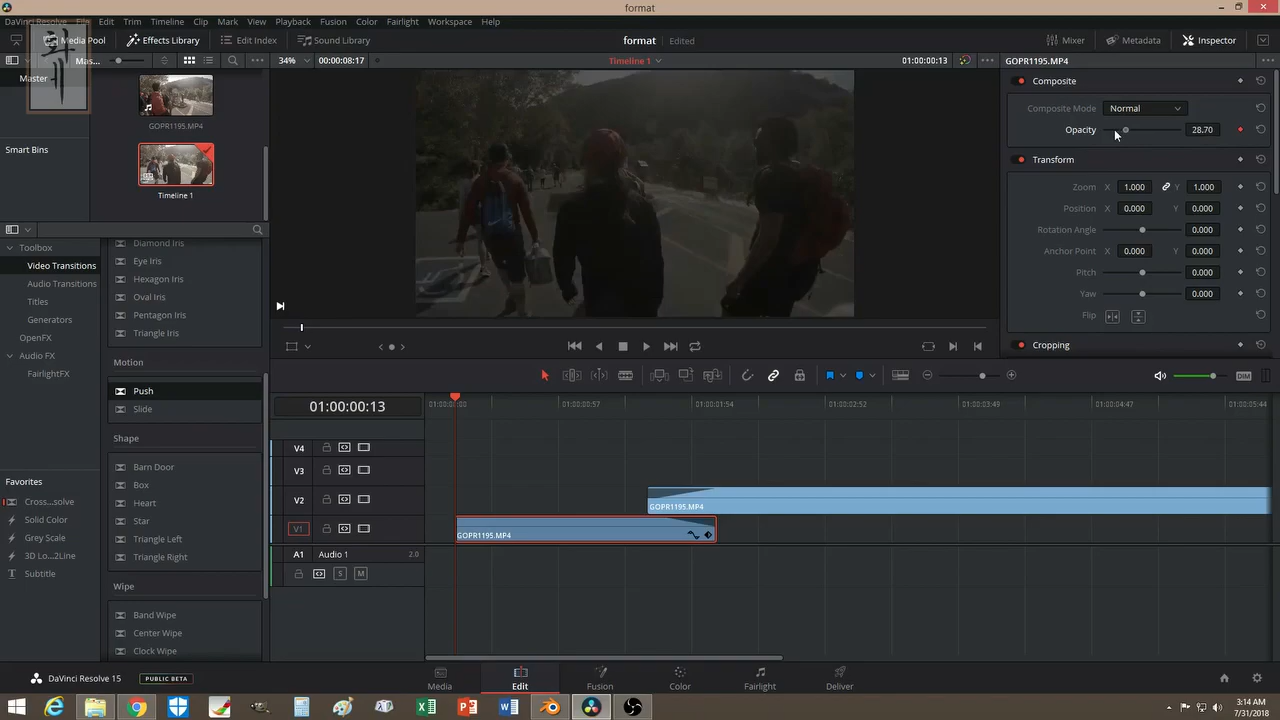 format
DaVinci Resolve File Edit Trim Timeline Clip Mark View Playback Fusion Color Fairlight Workspace Help
Media Pool Effects Library Edit Index Sound Library format Edited Mixer Metadata Inspector
Mas... 34% 00:00:08:17 Timeline 1 01:00:00:13 GOPR1195.MP4
Master
Smart Bins
GOPR1195.MP4
Timeline 1
Composite
Composite Mode Normal
Opacity 28.70
Transform
Zoom X 1.000 Y 1.000
Position X 0.000 Y 0.000
Rotation Angle 0.000
Anchor Point X 0.000 Y 0.000
Pitch 0.000
Yaw 0.000
Flip
Cropping
Toolbox
Video Transitions
Audio Transitions
Titles
Generators
OpenFX
Audio FX
FairlightFX
Favorites
Cross...solve
Solid Color
Grey Scale
3D Lo...2Line
Subtitle
Diamond Iris
Eye Iris
Hexagon Iris
Oval Iris
Pentagon Iris
Triangle Iris
Motion
Push
Slide
Shape
Barn Door
Box
Heart
Star
Triangle Left
Triangle Right
Wipe
Band Wipe
Center Wipe
Clock Wipe
DIM
01:00:00:13
01:00:00:57 01:00:01:54 01:00:02:52 01:00:03:49 01:00:04:47 01:00:05:44
V4
V3
V2 GOPR1195.MP4
V1 GOPR1195.MP4
A1 Audio 1 2.0
S M
DaVinci Resolve 15 PUBLIC BETA
Media Edit Fusion Color Fairlight Deliver
3:14 AM
7/31/2018